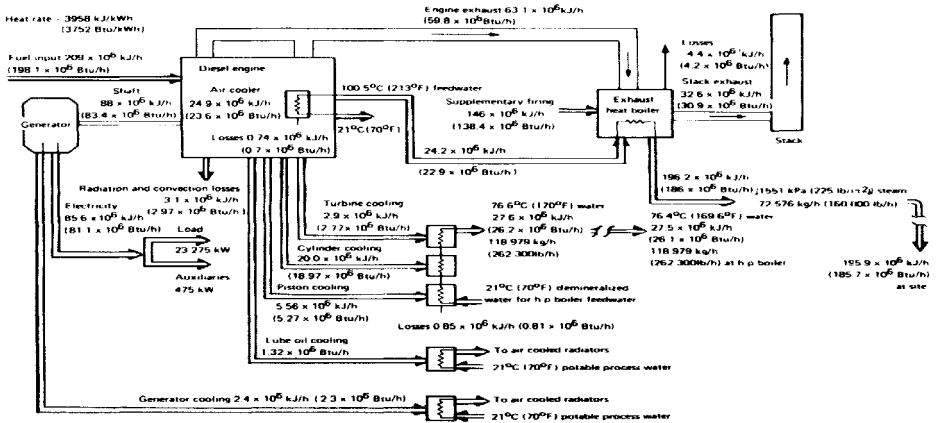 Heat rate - 3958 kJ/kWh
(3752 Btu/kWh)
Engine exhaust 63.1 x 10⁶ kJ/h
(59.8 x 10⁶ Btu/h)
Fuel input 209 x 10⁶ kJ/h
(198.1 x 10⁶ Btu/h)
Losses
4.4 x 10⁶ kJ/h
(4.2 x 10⁶ Btu/h)
Stack exhaust
32.6 x 10⁶ kJ/h
(30.9 x 10⁶ Btu/h)
Stack
Diesel engine
Air cooler
24.9 x 10⁶ kJ/h
(23.6 x 10⁶ Btu/h)
Losses 0.74 x 10⁶ kJ/h
(0.7 x 10⁶ Btu/h)
Shaft
88 x 10⁶ kJ/h
(83.4 x 10⁶ Btu/h)
Generator
100.5°C (213°F) feedwater
21°C (70°F)
Supplementary firing
146 x 10⁶ kJ/h
(138.4 x 10⁶ Btu/h)
Exhaust
heat boiler
24.2 x 10⁶ kJ/h
(22.9 x 10⁶ Btu/h)
Radiation and convection losses
3.1 x 10⁶ kJ/h
(2.97 x 10⁶ Btu/h)
Electricity
85.6 x 10⁶ kJ/h
(81.1 x 10⁶ Btu/h)
Load
23 275 kW
Auxiliaries
475 kW
Turbine cooling
2.9 x 10⁶ kJ/h
(2.77x 10⁶ Btu/h)
Cylinder cooling
20.0 x 10⁶ kJ/h
(18.97 x 10⁶ Btu/h)
Piston cooling
5.56 x 10⁶ kJ/h
(5.27 x 10⁶ Btu/h)
76.6°C (170°F) water
27.6 x 10⁶ kJ/h
(26.2 x 10⁶ Btu/h)
118 979 kg/h
(262 300lb/h)
196.2 x 10⁶ kJ/h
(186 x 10⁶ Btu/h)
1551 kPa (225 lb/in²)g steam
72 576 kg/h (160 000 lb/h)
76.4°C (169.6°F) water
27.5 x 10⁶ kJ/h
(26.1 x 10⁶ Btu/h)
118 979 kg/h
(262 300 lb/h) at h p boiler
195.9 x 10⁶ kJ/h
(185.7 x 10⁶ Btu/h)
at site
21°C (70°F) demineralized
water for h p boiler feedwater
Losses 0.85 x 10⁶ kJ/h (0.81 x 10⁶ Btu/h)
Lube oil cooling
1.32 x 10⁶ Btu/h
To air cooled radiators
21°C (70°F) potable process water
Generator cooling 2.4 x 10⁶ kJ/h (2.3 x 10⁶ Btu/h)
To air cooled radiators
21°C (70°F) potable process water